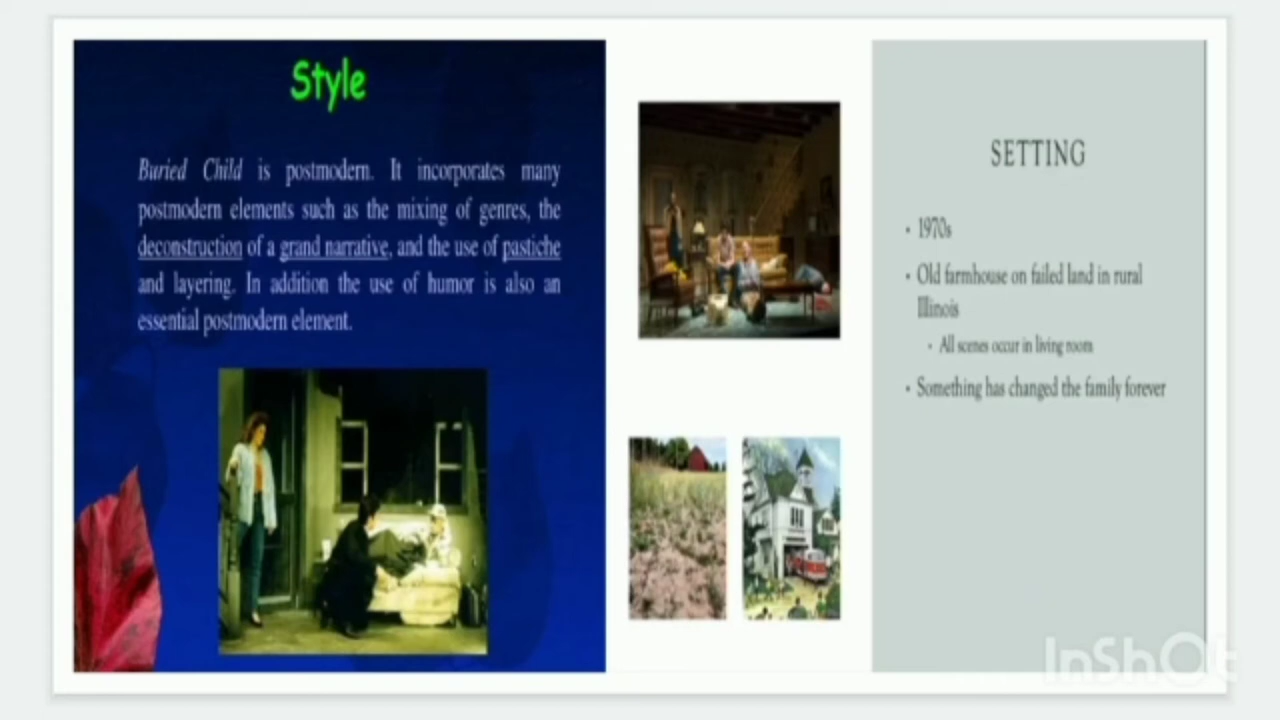 Style
Buried Child is postmodern. It incorporates many
postmodern elements such as the mixing of genres, the
deconstruction of a grand narrative, and the use of pastiche
and layering. In addition the use of humor is also an
essential postmodern element.
SETTING
• 1970s
• Old farmhouse on failed land in rural
Illinois
• All scenes occur in living room
• Something has changed the family forever
InShOt